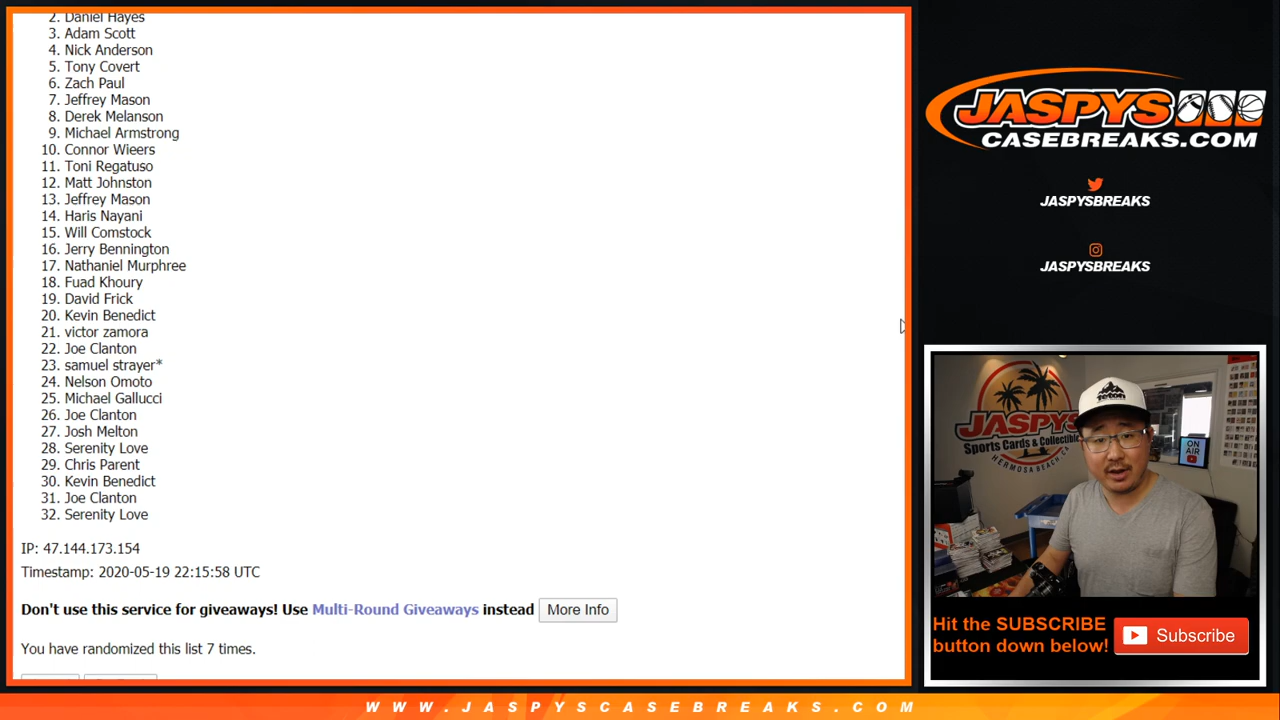 2. Daniel Hayes
3. Adam Scott
4. Nick Anderson
5. Tony Covert
6. Zach Paul
7. Jeffrey Mason
8. Derek Melanson
9. Michael Armstrong
10. Connor Wieers
11. Toni Regatuso
12. Matt Johnston
13. Jeffrey Mason
14. Haris Nayani
15. Will Comstock
16. Jerry Bennington
17. Nathaniel Murphree
18. Fuad Khoury
19. David Frick
20. Kevin Benedict
21. victor zamora
22. Joe Clanton
23. samuel strayer*
24. Nelson Omoto
25. Michael Gallucci
26. Joe Clanton
27. Josh Melton
28. Serenity Love
29. Chris Parent
30. Kevin Benedict
31. Joe Clanton
32. Serenity Love
IP: 47.144.173.154
Timestamp: 2020-05-19 22:15:58 UTC
Don't use this service for giveaways! Use Multi-Round Giveaways instead More Info
You have randomized this list 7 times.
JASPYS
CASEBREAKS.COM
JASPYSBREAKS
JASPYSBREAKS
JASPYS
Sports Cards & Collectibles
HERMOSA BEACH, CA
teton
ON
AIR
Hit the SUBSCRIBE
button down below!
Subscribe
WWW.JASPYSCASEBREAKS.COM